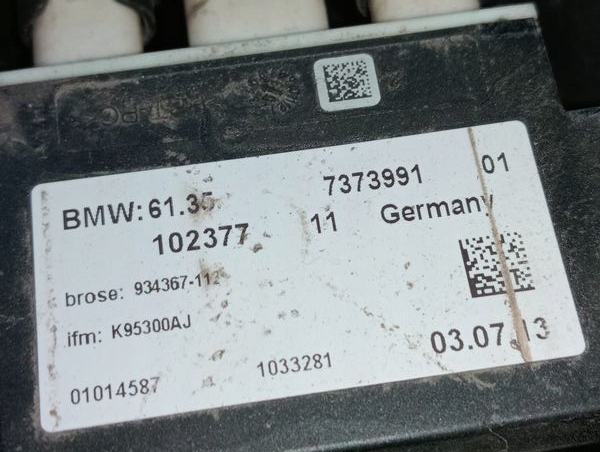 BMW: 61.35 7373991 01
102377 11 Germany
brose: 934367-112
ifm: K95300AJ
03.07.13
01014587 1033281